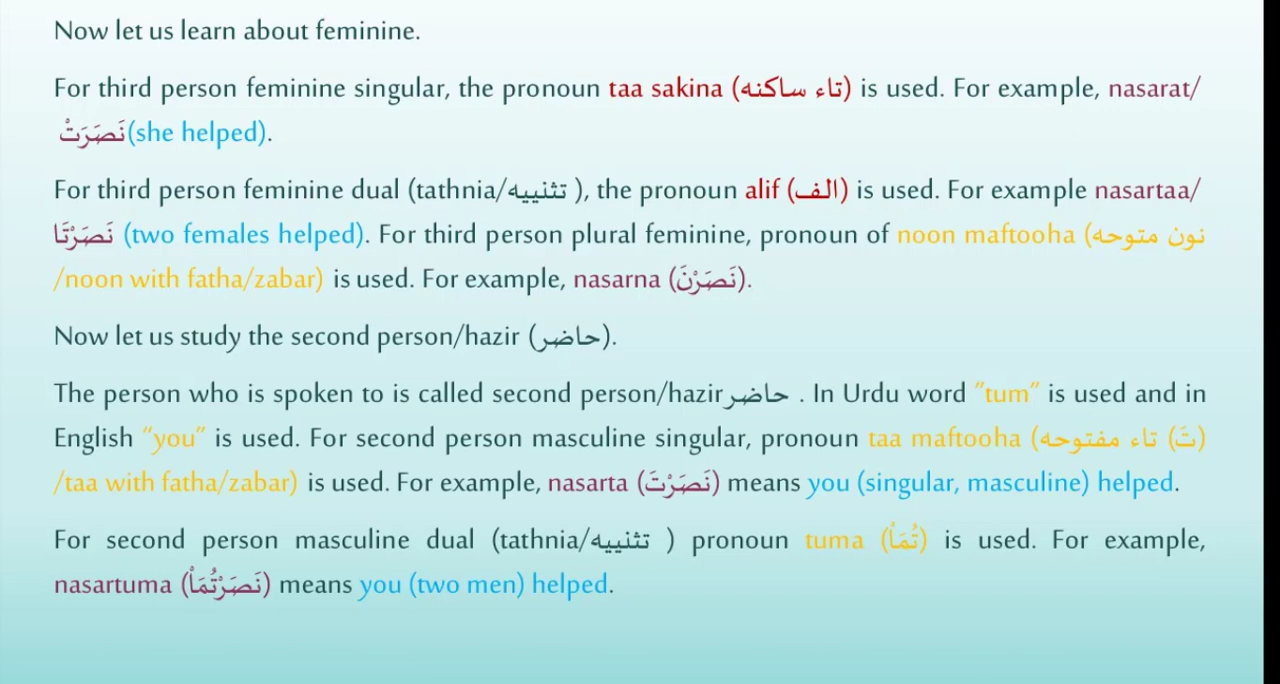 Now let us learn about feminine.
For third person feminine singular, the pronoun taa sakina (تاء ساکنه) is used. For example, nasarat/
نَصَرَتْ(she helped).
For third person feminine dual (tathnia/تثنییه ), the pronoun alif (الف) is used. For example nasartaa/
نَصَرْتَا (two females helped). For third person plural feminine, pronoun of noon maftooha (نون متوحه
/noon with fatha/zabar) is used. For example, nasarna (نَصَرْنَ).
Now let us study the second person/hazir (حاضر).
The person who is spoken to is called second person/hazir حاضر . In Urdu word "tum" is used and in
English "you" is used. For second person masculine singular, pronoun taa maftooha (تاء مفتوحه (تَ)
/taa with fatha/zabar) is used. For example, nasarta (نَصَرْتَ) means you (singular, masculine) helped.
For second person masculine dual (tathnia/تثنییه ) pronoun tuma (تُمَاْ) is used. For example,
nasartuma (نَصَرْتُمَاْ) means you (two men) helped.